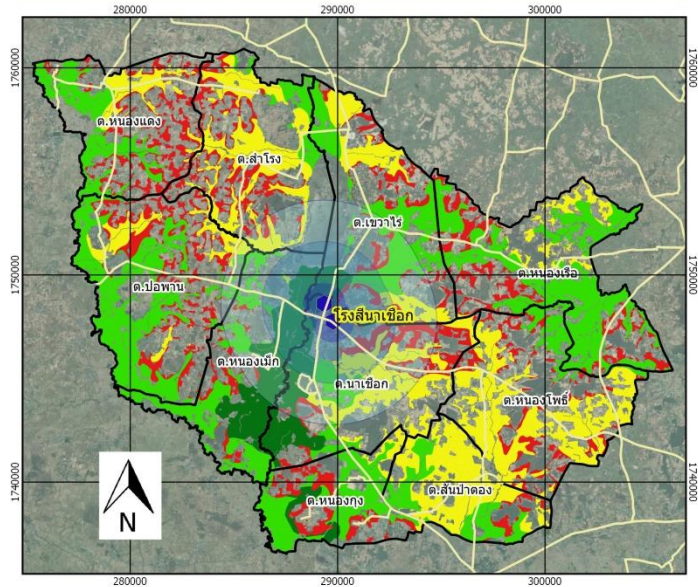 280000 290000 300000
1760000 1760000
ต.หนองแดง
ต.สำโรง
ต.เขวาไร่
1750000 1750000
ต.หนองเรือ
ต.ปอพาน
โรงสีนาเชือก
ต.หนองเม็ก
ต.นาเชือก
ต.หนองโพธิ์
1740000 1740000
ต.สันป่าตอง
ต.หนองกุง
N
280000 290000 300000